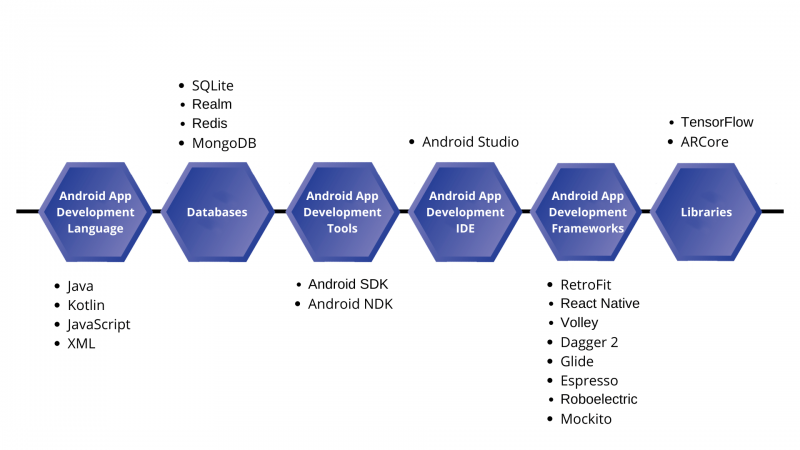 SQLite
Realm
Redis
MongoDB
Android Studio
TensorFlow
ARCore
Android App
Development
Language
Databases
Android App
Development
Tools
Android App
Development
IDE
Android App
Development
Frameworks
Libraries
Java
Kotlin
JavaScript
XML
Android SDK
Android NDK
RetroFit
React Native
Volley
Dagger 2
Glide
Espresso
Roboelectric
Mockito